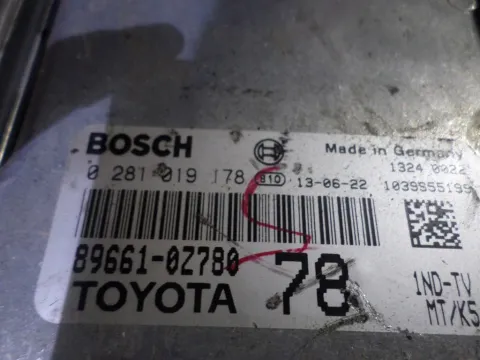 BOSCH
Made in Germany
0 281 019 178 810 13-06-22
1324 0022
1039S55195
89661-0Z780
TOYOTA
78
1ND-TV
MT/K5